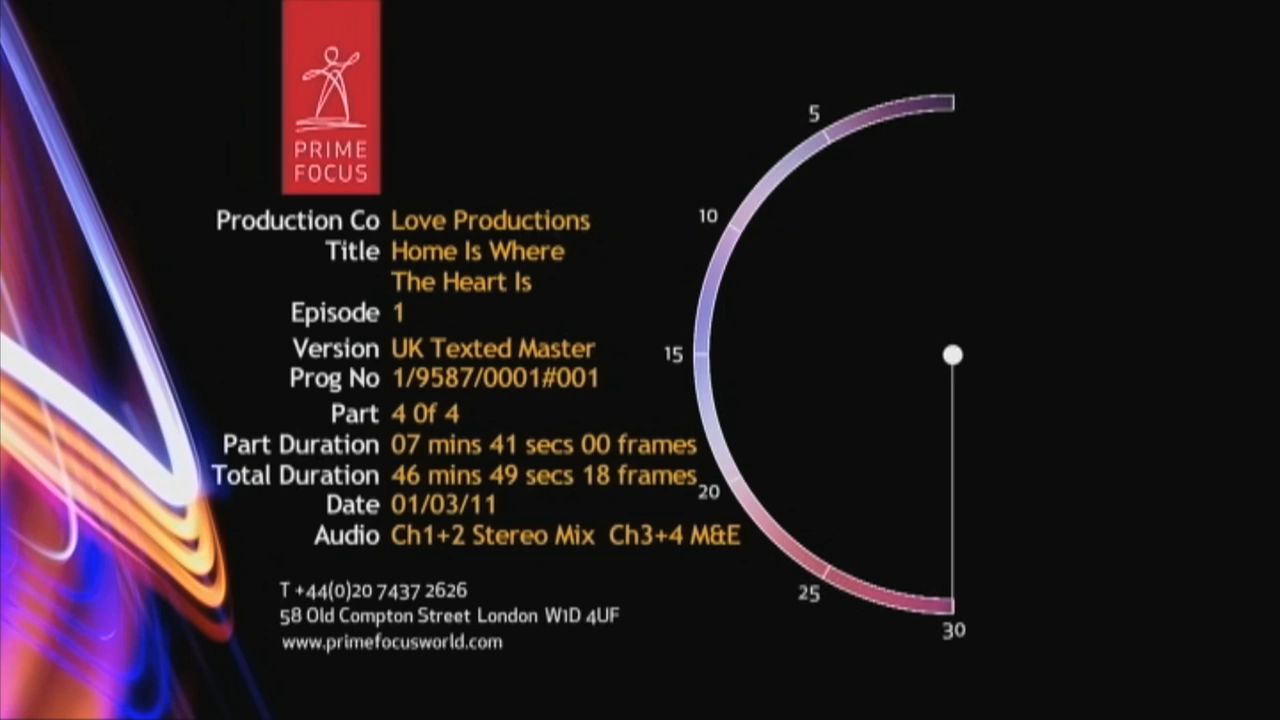 PRIME
FOCUS
Production Co Love Productions
Title Home Is Where
The Heart Is
Episode 1
Version UK Texted Master
Prog No 1/9587/0001#001
Part 4 Of 4
Part Duration 07 mins 41 secs 00 frames
Total Duration 46 mins 49 secs 18 frames
Date 01/03/11
Audio Ch1+2 Stereo Mix Ch3+4 M&E
T +44(0)20 7437 2626
58 Old Compton Street London W1D 4UF
www.primefocusworld.com
5
10
15
20
25
30